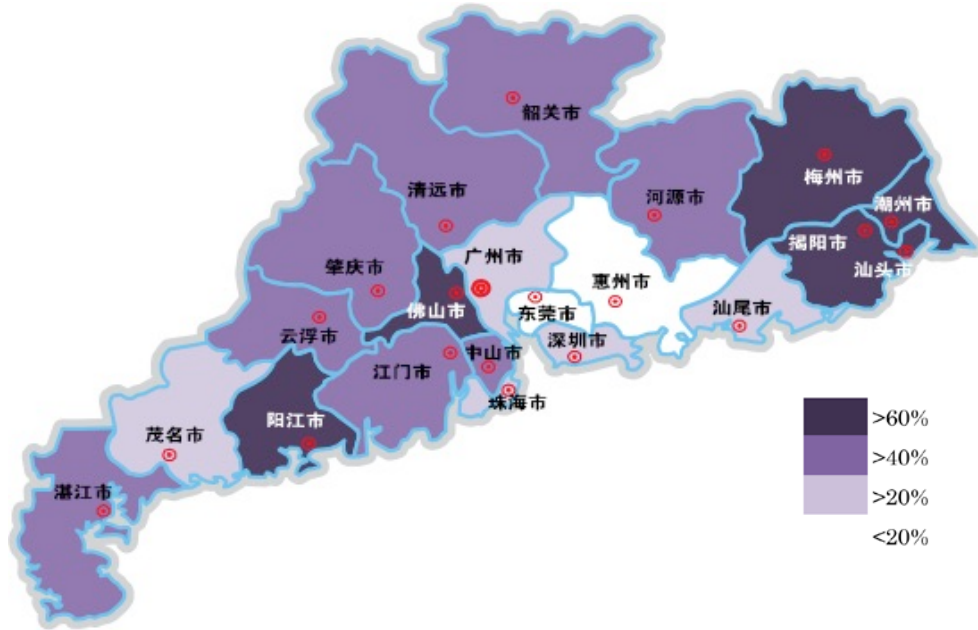 韶关市
梅州市
清远市
河源市
潮州市
揭阳市
广州市
肇庆市
汕头市
惠州市
佛山市
东莞市
汕尾市
云浮市
深圳市
中山市
江门市
珠海市
阳江市
茂名市
湛江市
>60%
>40%
>20%
<20%